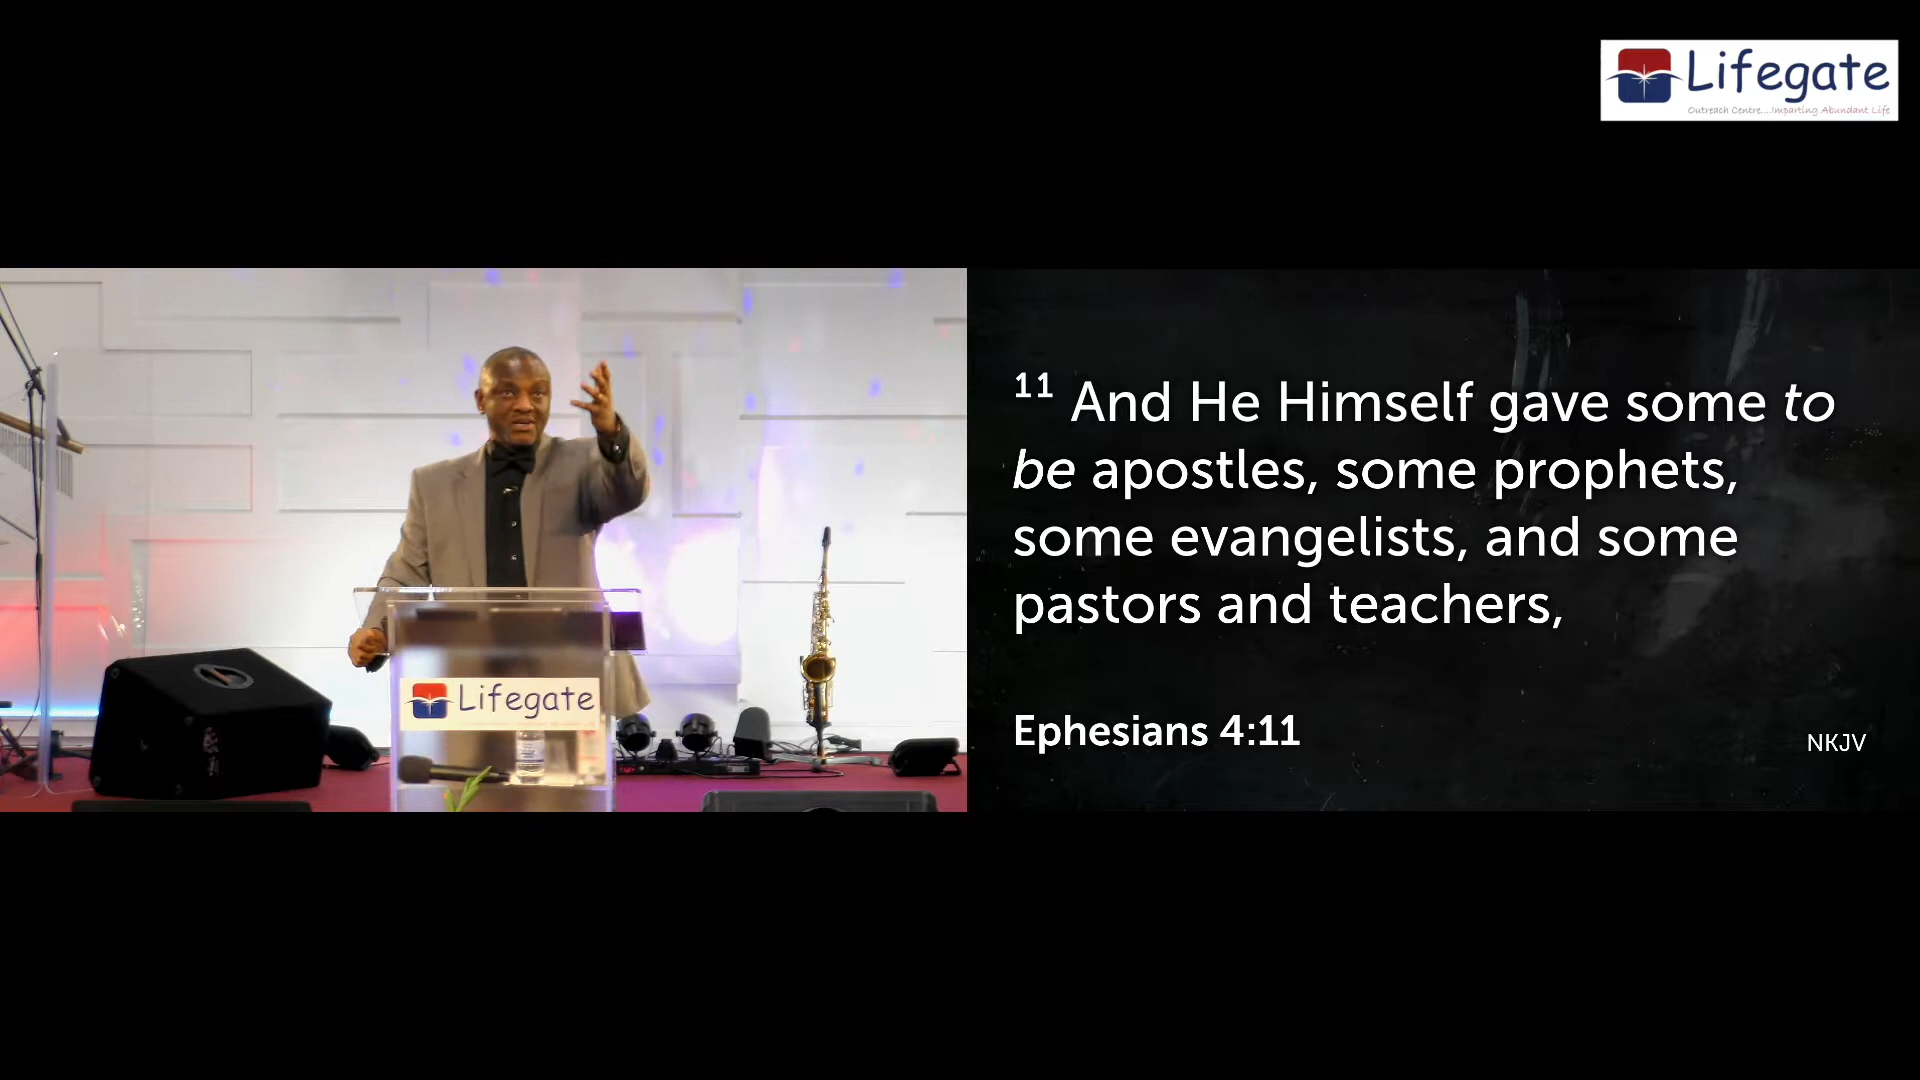 Lifegate
Outreach Centre....Imparting Abundant Life
11 And He Himself gave some to
be apostles, some prophets,
some evangelists, and some
pastors and teachers,
Ephesians 4:11
NKJV
Lifegate